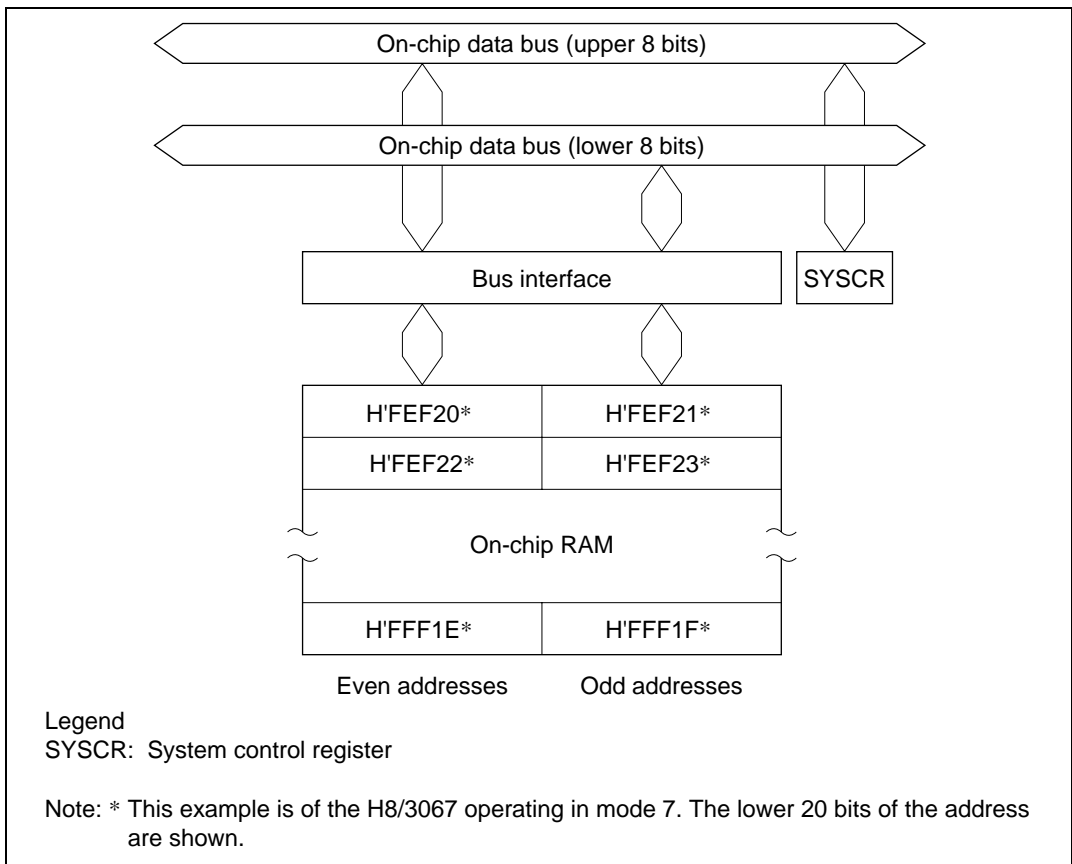 On-chip data bus (upper 8 bits)
On-chip data bus (lower 8 bits)
Bus interface
SYSCR
H'FEF20*
H'FEF21*
H'FEF22*
H'FEF23*
On-chip RAM
H'FFF1E*
H'FFF1F*
Even addresses
Odd addresses
Legend
SYSCR: System control register
Note: * This example is of the H8/3067 operating in mode 7. The lower 20 bits of the address
are shown.